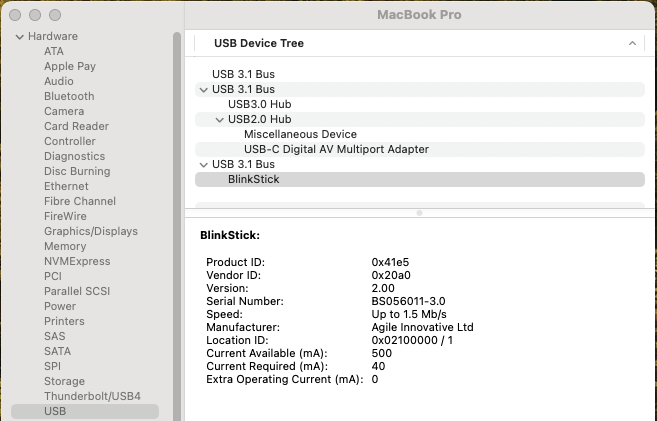 MacBook Pro
Hardware
ATA
Apple Pay
Audio
Bluetooth
Camera
Card Reader
Controller
Diagnostics
Disc Burning
Ethernet
Fibre Channel
FireWire
Graphics/Displays
Memory
NVMExpress
PCI
Parallel SCSI
Power
Printers
SAS
SATA
SPI
Storage
Thunderbolt/USB4
USB
USB Device Tree
USB 3.1 Bus
USB 3.1 Bus
USB3.0 Hub
USB2.0 Hub
Miscellaneous Device
USB-C Digital AV Multiport Adapter
USB 3.1 Bus
BlinkStick
BlinkStick:
Product ID: 0x41e5
Vendor ID: 0x20a0
Version: 2.00
Serial Number: BS056011-3.0
Speed: Up to 1.5 Mb/s
Manufacturer: Agile Innovative Ltd
Location ID: 0x02100000 / 1
Current Available (mA): 500
Current Required (mA): 40
Extra Operating Current (mA): 0